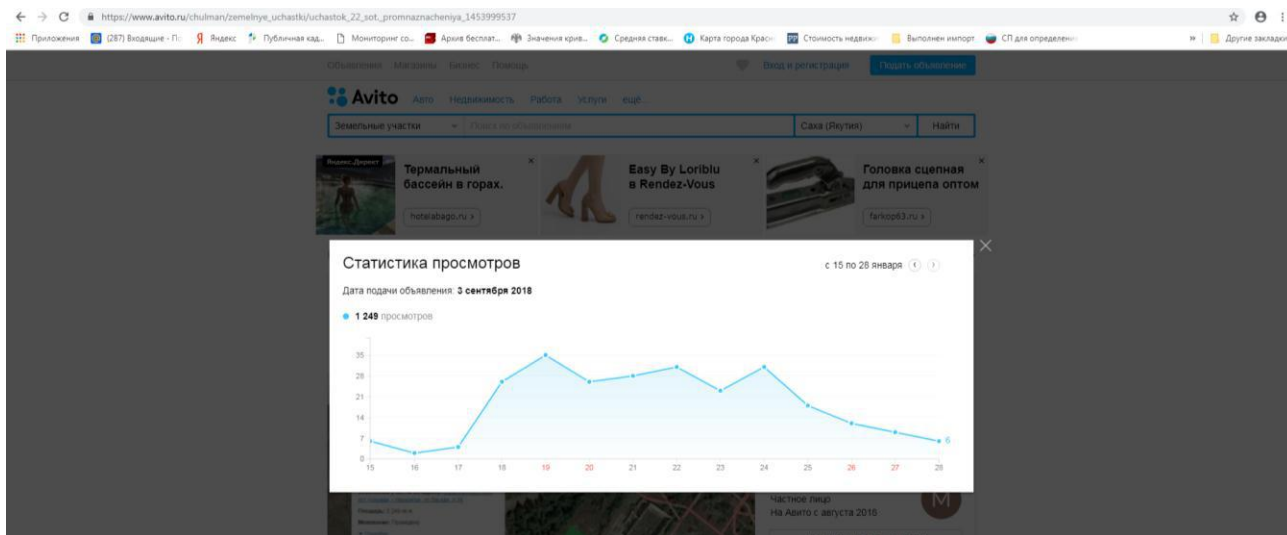 https://www.avito.ru/chulman/zemelnye_uchastki/uchastok_22_sot._promnaznacheniya_1453999537
Приложения (287) Входящие - По Яндекс Публичная кад... Мониторинг со... Архив бесплат... Значения крив... Средняя ставк... Карта города Красн Стоимость недвижи Выполнен импорт СП для определени » Другие закладки
Объявления Магазины Бизнес Помощь Вход и регистрация Подать объявление
Avito Авто Недвижимость Работа Услуги ещё...
Земельные участки Поиск по объявлениям Саха (Якутия) Найти
Яндекс.Директ
Термальный бассейн в горах.
hotelabago.ru >
Easy By Loriblu в Rendez-Vous
rendez-vous.ru >
Головка сцепная для прицепа оптом
farkop63.ru >
Статистика просмотров
с 15 по 28 января
Дата подачи объявления: 3 сентября 2018
1 249 просмотров
35
28
21
14
7
0
6
15 16 17 18 19 20 21 22 23 24 25 26 27 28
Частное лицо
На Авито с августа 2018
М